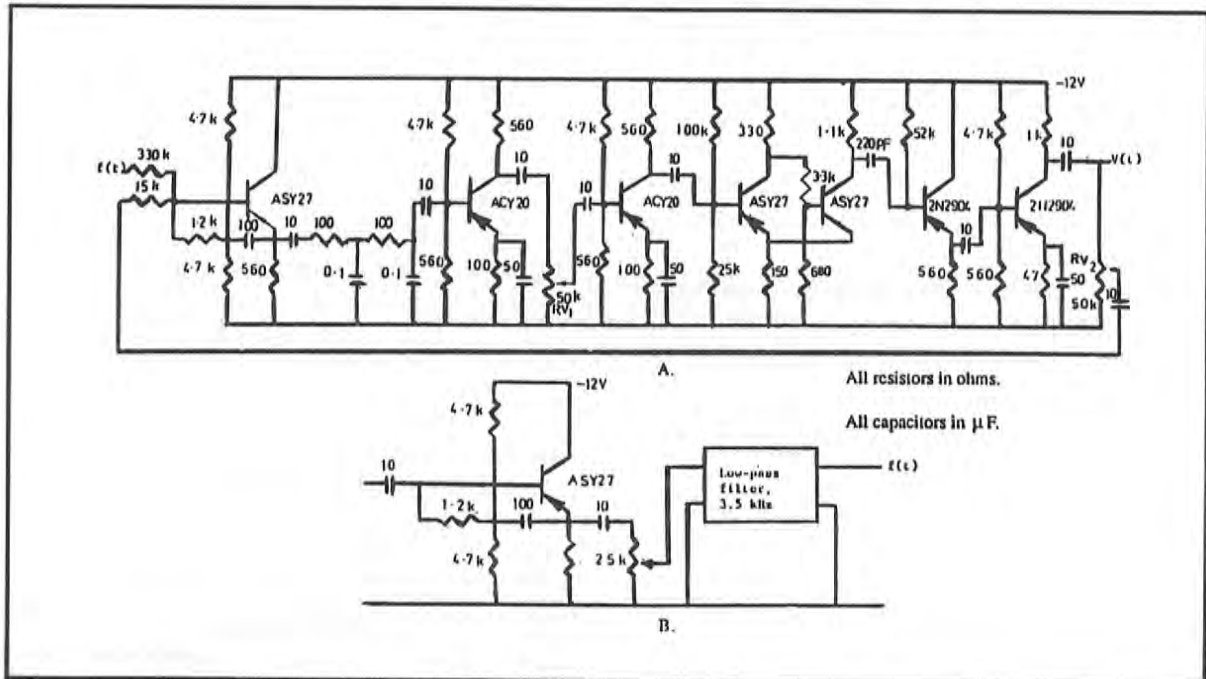 -12V
4.7k
4.7k
560
4.7k
560
100k
330
1.1k
52k
4.7k
1k
10
f(t)
330k
15k
220PF
V(t)
10
10
33k
ASY27
10
ACY20
10
ACY20
ASY27
ASY27
2N2904
10
1.2k
100
10
100
100
4.7k
560
0.1
0.1
560
100
50
50k
RV1
560
100
50
25k
150
680
560
560
47
50
RV2
50k
10
A.
All resistors in ohms.
All capacitors in µF.
-12V
4.7k
10
ASY27
1.2k
100
10
4.7k
25k
Low-pass
filter,
3.5 kHz
f(t)
B.